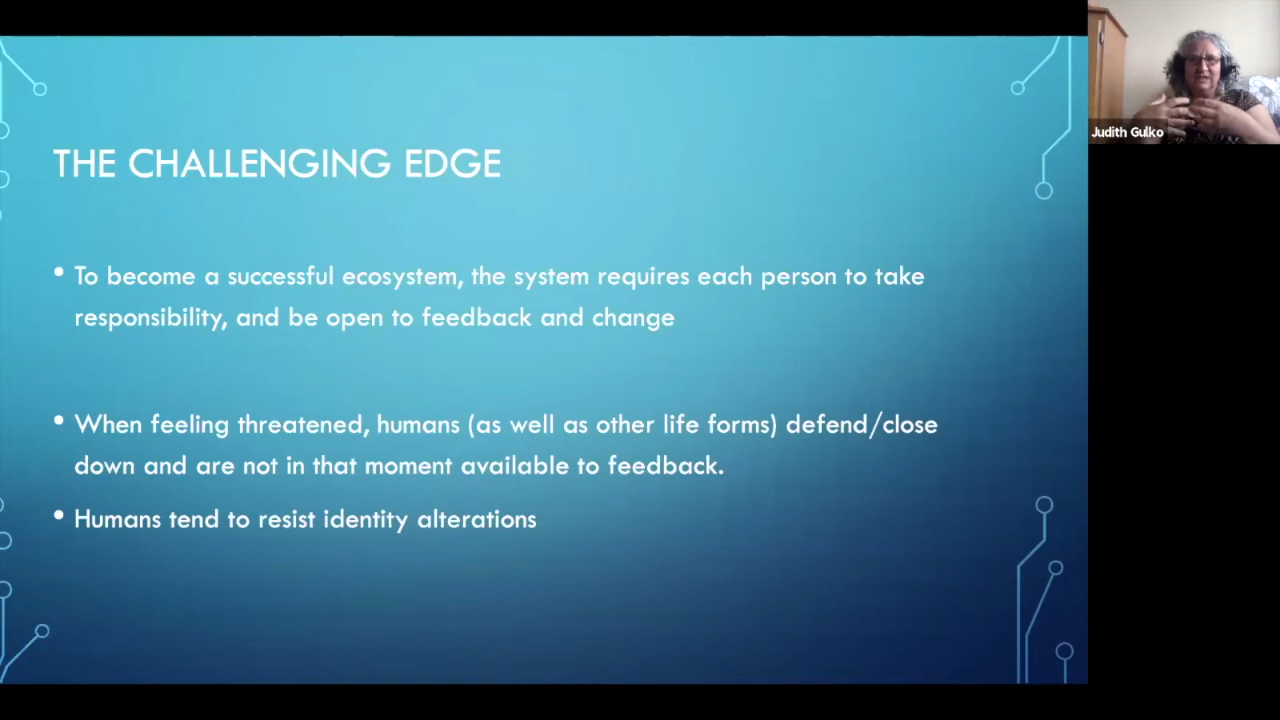 THE CHALLENGING EDGE
• To become a successful ecosystem, the system requires each person to take
responsibility, and be open to feedback and change
• When feeling threatened, humans (as well as other life forms) defend/close
down and are not in that moment available to feedback.
• Humans tend to resist identity alterations
Judith Gulko